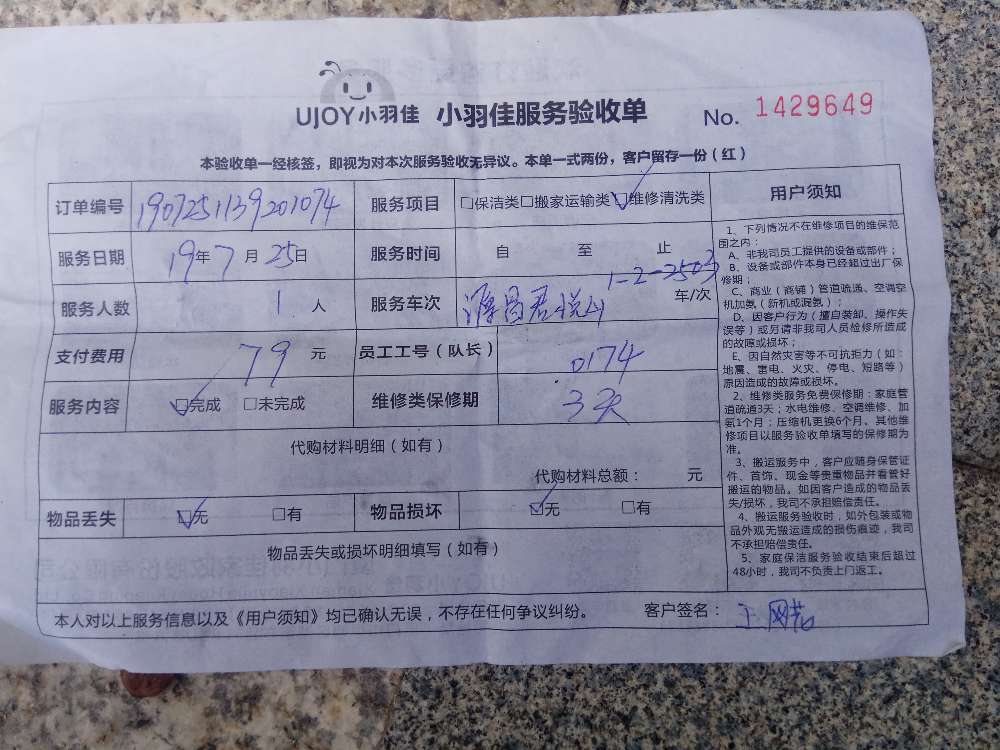 UJOY小羽佳 小羽佳服务验收单 No. 1429649
本验收单一经核签，即视为对本次服务验收无异议。本单一式两份，客户留存一份（红）
订单编号 1907251139201074 服务项目 □保洁类□搬家运输类☑维修清洗类
服务日期 19年7月25日 服务时间 自 至 止
服务人数 1人 服务车次 源昌君悦山 1-2-2503 车/次
支付费用 79元 员工工号（队长） 0174
服务内容 ☑完成 □未完成 维修类保修期 3天
代购材料明细（如有）
代购材料总额： 元
物品丢失 ☑无 □有 物品损坏 ☑无 □有
物品丢失或损坏明细填写（如有）
用户须知
1、下列情况不在维修项目的维保范
围之内：
A、非我司员工提供的设备或部件；
B、设备或部件本身已经超过出厂保
修期；
C、商业（商铺）管道疏通、空调空
机加氨（新机或漏氨）；
D、因客户行为（擅自装卸、操作失
误等）或另请非我司人员检修所造成
的故障或损坏；
E、因自然灾害等不可抗拒力（如：
地震、雷电、火灾、停电、短路等）
原因造成的故障或损坏。
2、维修类服务免费保修期：家庭管
道疏通3天；水电维修、空调维修、加
氨1个月；压缩机更换6个月。其他维
修项目以服务验收单填写的保修期为
准。
3、搬运服务中，客户应随身保管证
件、首饰、现金等贵重物品并看管好
搬运的物品。如因客户造成的物品丢
失/损坏，我司不承担赔偿责任。
4、搬运服务验收时，如外包装或物
品外观无搬运造成的损伤痕迹，我司
不承担赔偿责任。
5、家庭保洁服务验收结束后超过
48小时，我司不负责上门返工。
本人对以上服务信息以及《用户须知》均已确认无误，不存在任何争议纠纷。 客户签名：王